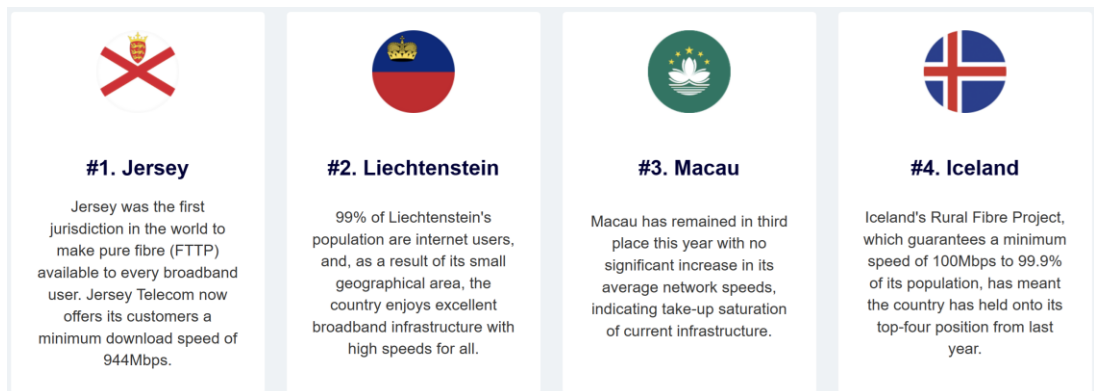 #1. Jersey
Jersey was the first
jurisdiction in the world to
make pure fibre (FTTP)
available to every broadband
user. Jersey Telecom now
offers its customers a
minimum download speed of
944Mbps.
#2. Liechtenstein
99% of Liechtenstein's
population are internet users,
and, as a result of its small
geographical area, the
country enjoys excellent
broadband infrastructure with
high speeds for all.
#3. Macau
Macau has remained in third
place this year with no
significant increase in its
average network speeds,
indicating take-up saturation
of current infrastructure.
#4. Iceland
Iceland's Rural Fibre Project,
which guarantees a minimum
speed of 100Mbps to 99.9%
of its population, has meant
the country has held onto its
top-four position from last
year.